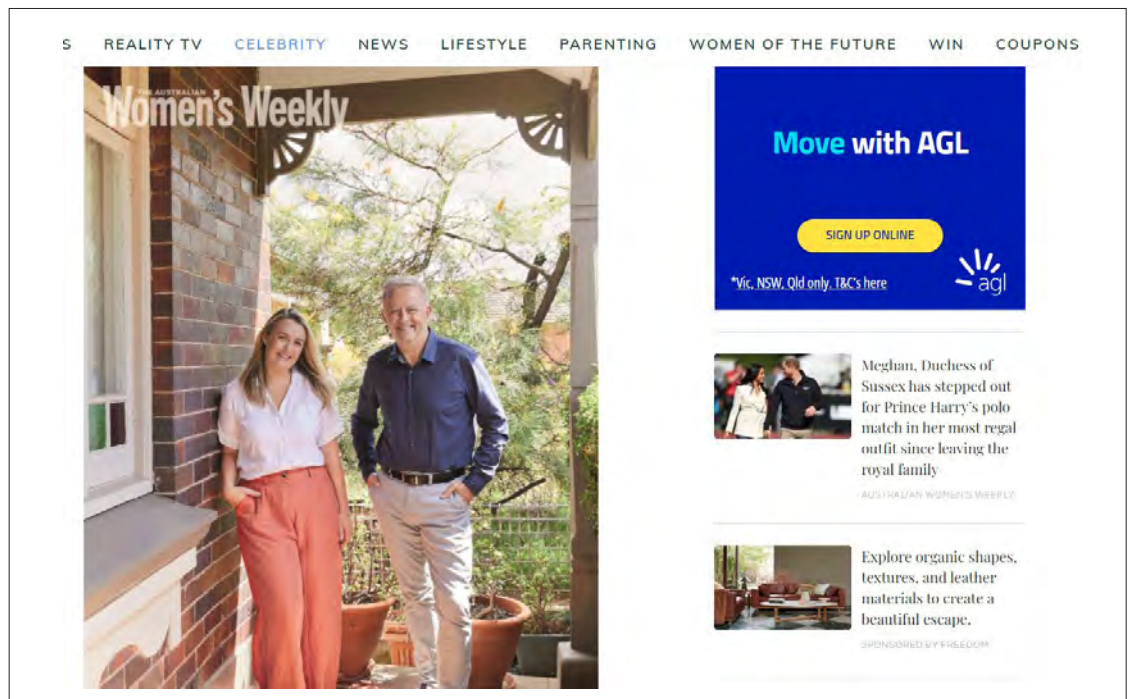 S REALITY TV CELEBRITY NEWS LIFESTYLE PARENTING WOMEN OF THE FUTURE WIN COUPONS
THE AUSTRALIAN
Women's Weekly
Move with AGL
SIGN UP ONLINE
*Vic, NSW, Qld only. T&C's here
agl
Meghan, Duchess of
Sussex has stepped out
for Prince Harry's polo
match in her most regal
outfit since leaving the
royal family
AUSTRALIAN WOMEN'S WEEKLY
Explore organic shapes,
textures, and leather
materials to create a
beautiful escape.
SPONSORED BY FREEDOM